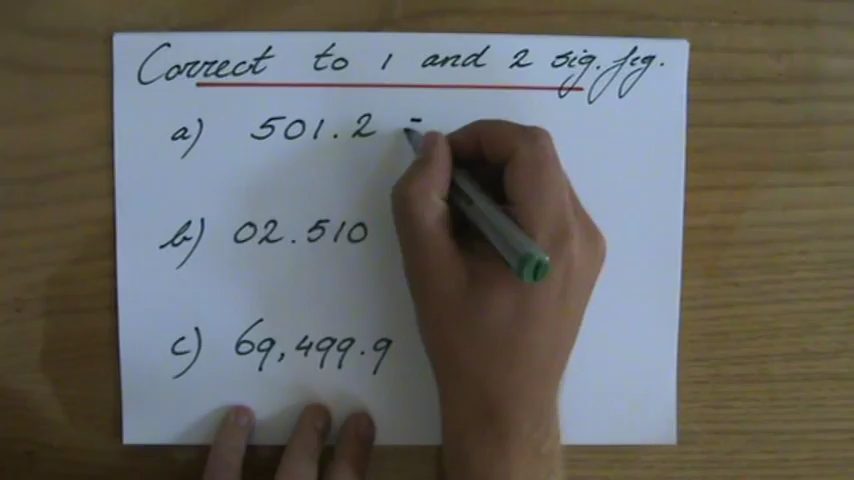 Correct to 1 and 2 sig. fig.
a) 501.2 =
b) 02.510
c) 69,499.9